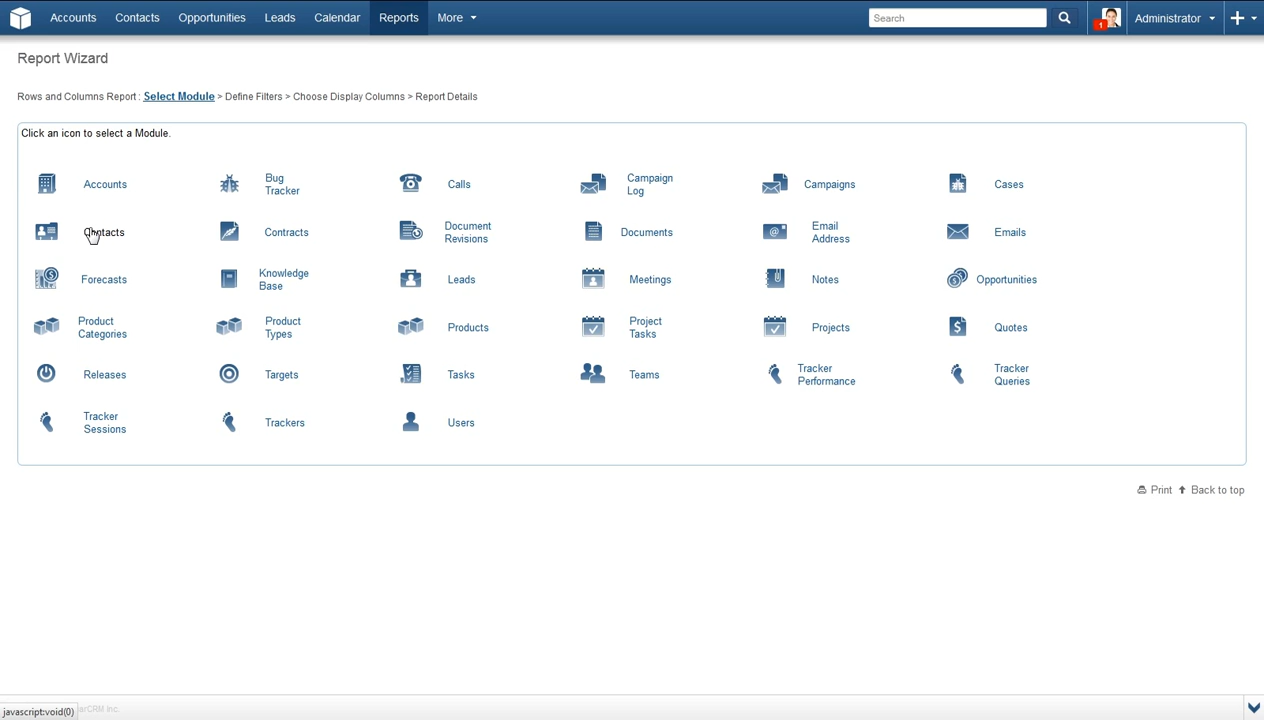 Accounts Contacts Opportunities Leads Calendar Reports More Search 1 Administrator
Report Wizard
Rows and Columns Report: Select Module > Define Filters > Choose Display Columns > Report Details
Click an icon to select a Module.
Accounts
Bug
Tracker
Calls
Campaign
Log
Campaigns
Cases
Contacts
Contracts
Document
Revisions
Documents
Email
Address
Emails
Forecasts
Knowledge
Base
Leads
Meetings
Notes
Opportunities
Product
Categories
Product
Types
Products
Project
Tasks
Projects
Quotes
Releases
Targets
Tasks
Teams
Tracker
Performance
Tracker
Queries
Tracker
Sessions
Trackers
Users
Print Back to top
javascript:void(0) CRM Inc.